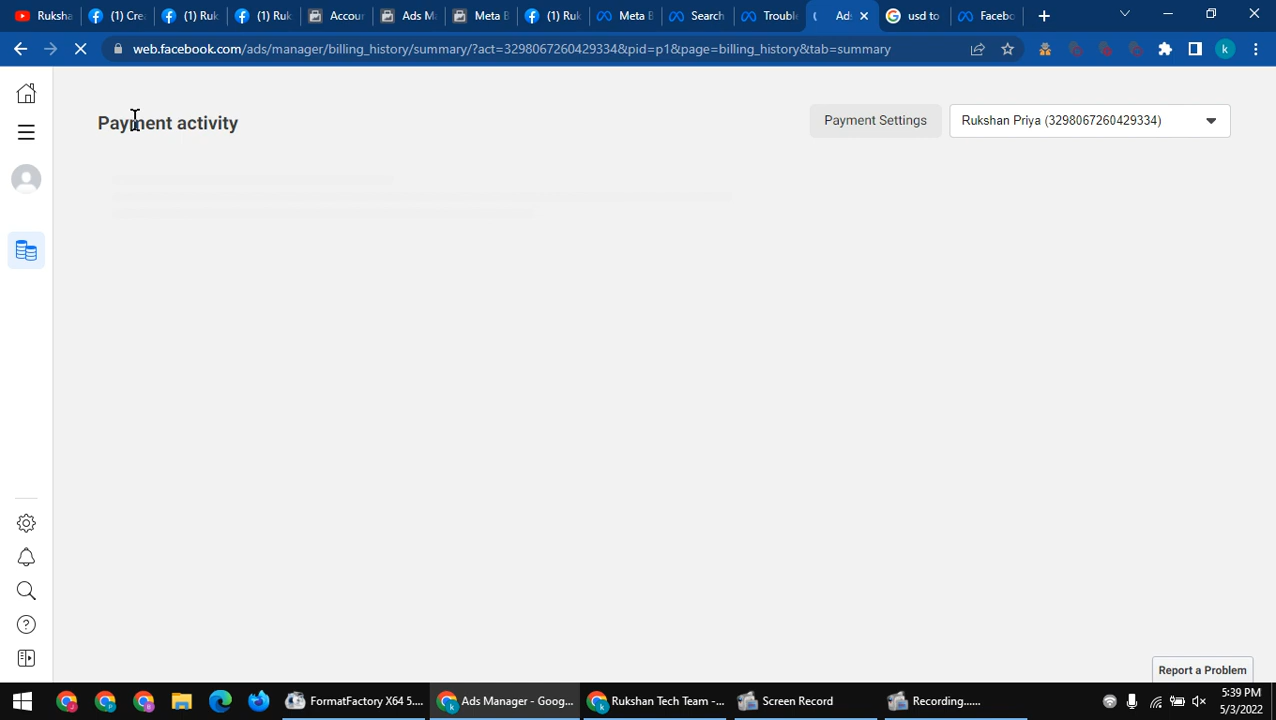 Ruksha
(1) Cre
(1) Ruk
(1) Ruk
Accour
Ads M
Meta B
(1) Ruk
Meta B
Search
Trouble
Ads
usd to
Facebo
web.facebook.com/ads/manager/billing_history/summary/?act=3298067260429334&pid=p1&page=billing_history&tab=summary
k
Payment activity
Payment Settings
Rukshan Priya (3298067260429334)
Report a Problem
FormatFactory X64 5....
Ads Manager - Goog...
Rukshan Tech Team -...
Screen Record
Recording......
5:39 PM
5/3/2022